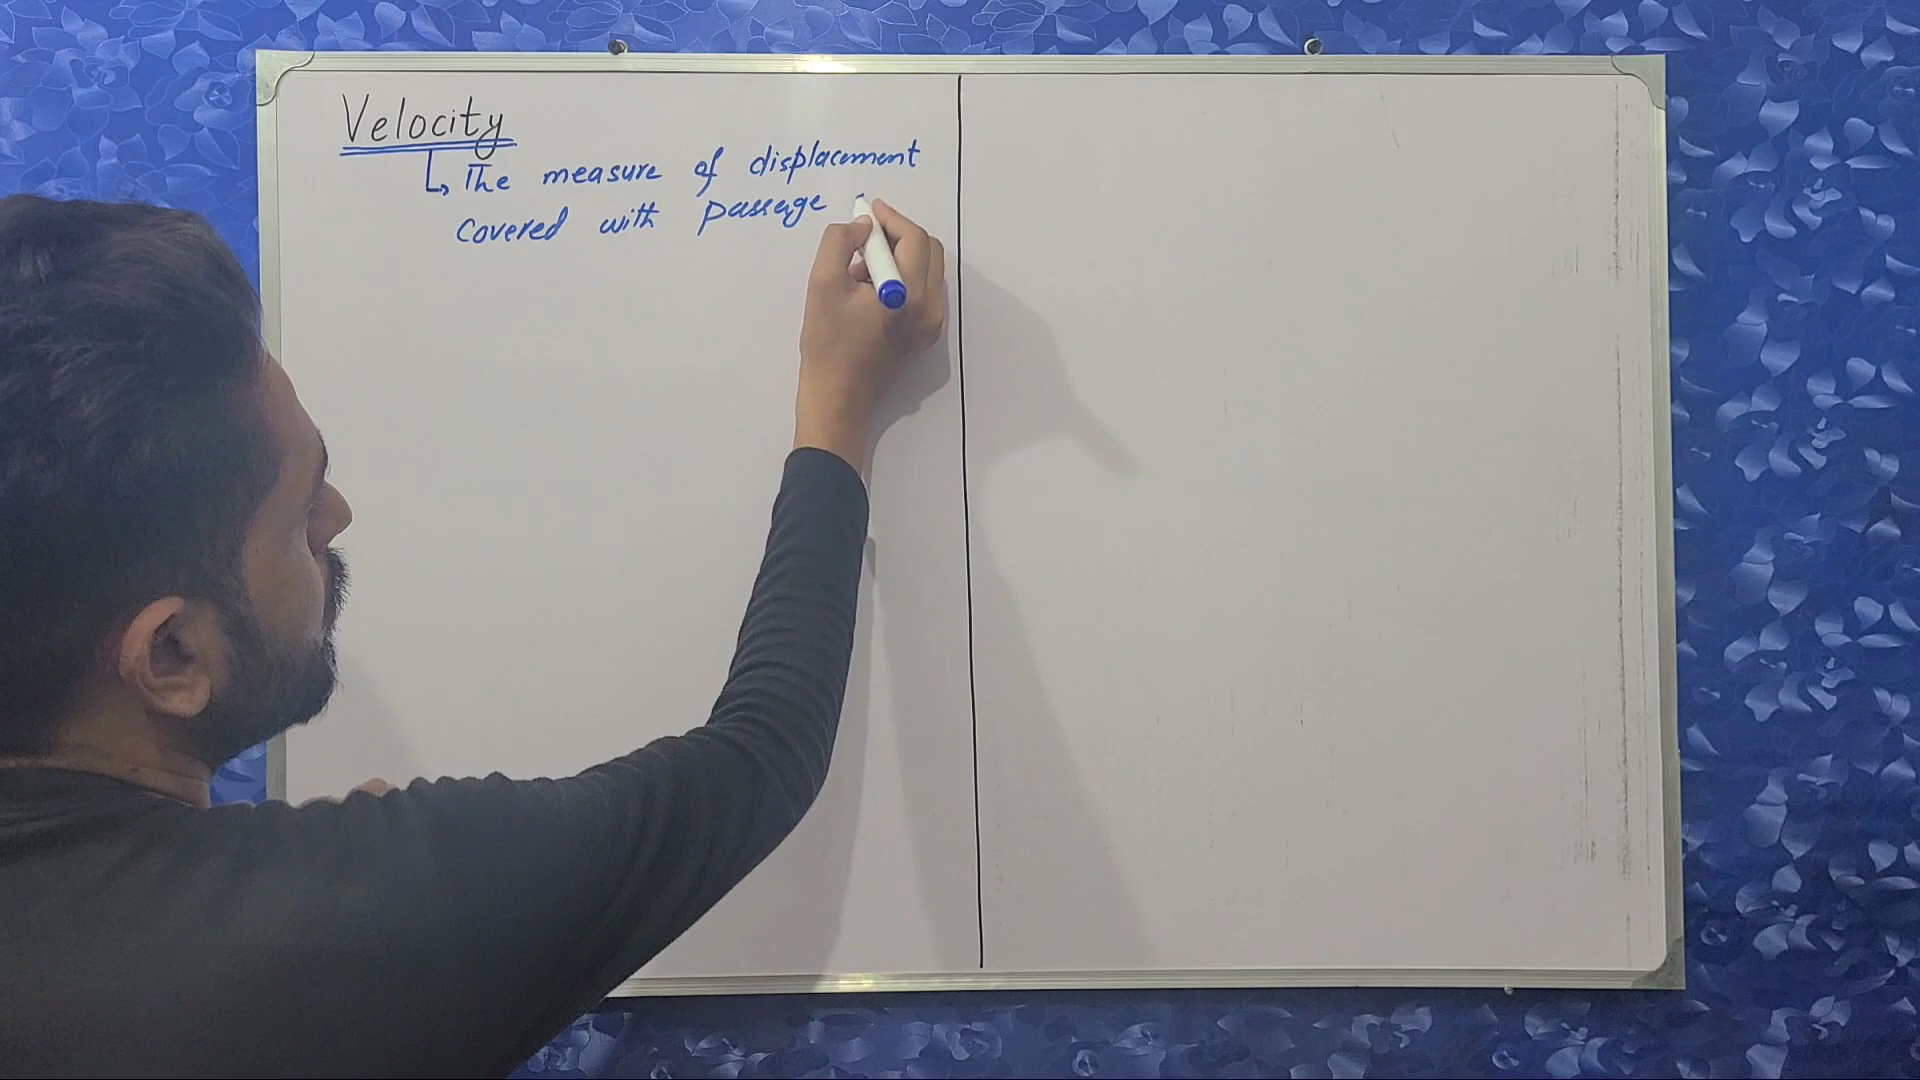 Velocity
↳ The measure of displacement
covered with passage